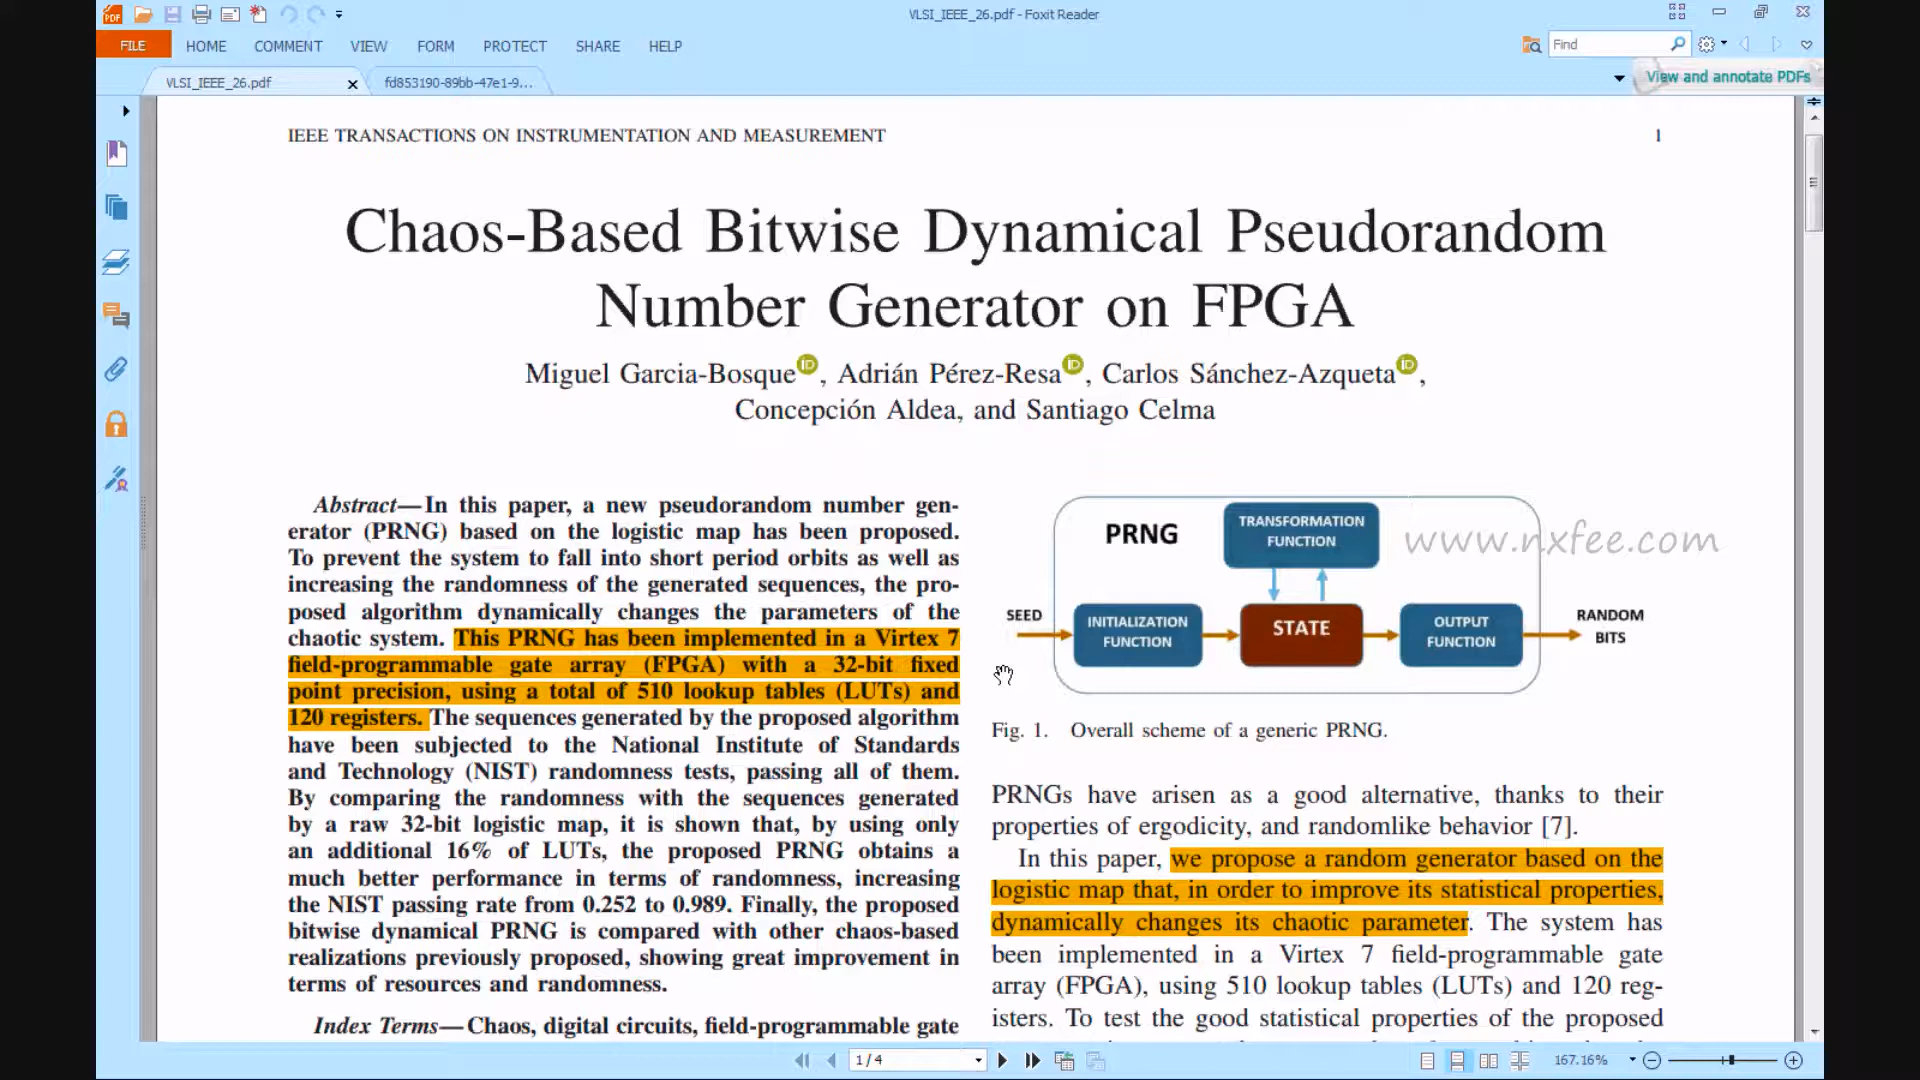 VLSI_IEEE_26.pdf - Foxit Reader
FILE HOME COMMENT VIEW FORM PROTECT SHARE HELP
Find
VLSI_IEEE_26.pdf fd853190-89bb-47e1-9...
View and annotate PDFs
IEEE TRANSACTIONS ON INSTRUMENTATION AND MEASUREMENT 1
Chaos-Based Bitwise Dynamical Pseudorandom
Number Generator on FPGA
Miguel Garcia-Bosque, Adrián Pérez-Resa, Carlos Sánchez-Azqueta,
Concepción Aldea, and Santiago Celma
Abstract—In this paper, a new pseudorandom number gen-
erator (PRNG) based on the logistic map has been proposed.
To prevent the system to fall into short period orbits as well as
increasing the randomness of the generated sequences, the pro-
posed algorithm dynamically changes the parameters of the
chaotic system. This PRNG has been implemented in a Virtex 7
field-programmable gate array (FPGA) with a 32-bit fixed
point precision, using a total of 510 lookup tables (LUTs) and
120 registers. The sequences generated by the proposed algorithm
have been subjected to the National Institute of Standards
and Technology (NIST) randomness tests, passing all of them.
By comparing the randomness with the sequences generated
by a raw 32-bit logistic map, it is shown that, by using only
an additional 16% of LUTs, the proposed PRNG obtains a
much better performance in terms of randomness, increasing
the NIST passing rate from 0.252 to 0.989. Finally, the proposed
bitwise dynamical PRNG is compared with other chaos-based
realizations previously proposed, showing great improvement in
terms of resources and randomness.
Index Terms—Chaos, digital circuits, field-programmable gate
PRNG
TRANSFORMATION
FUNCTION
www.nxfee.com
SEED
INITIALIZATION
FUNCTION
STATE
OUTPUT
FUNCTION
RANDOM
BITS
Fig. 1. Overall scheme of a generic PRNG.
PRNGs have arisen as a good alternative, thanks to their
properties of ergodicity, and randomlike behavior [7].
In this paper, we propose a random generator based on the
logistic map that, in order to improve its statistical properties,
dynamically changes its chaotic parameter. The system has
been implemented in a Virtex 7 field-programmable gate
array (FPGA), using 510 lookup tables (LUTs) and 120 reg-
isters. To test the good statistical properties of the proposed
1 / 4
167.16%